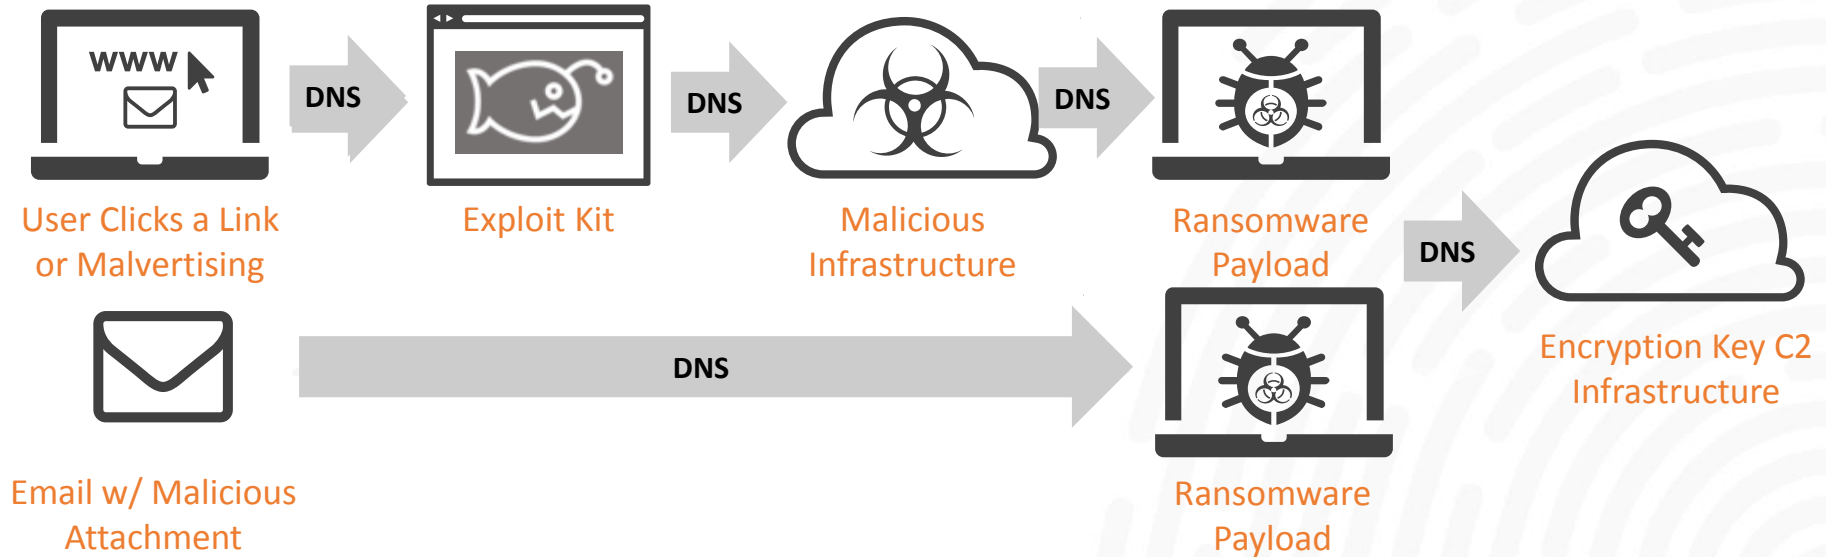 www
DNS
DNS
DNS
User Clicks a Link
or Malvertising
Exploit Kit
Malicious
Infrastructure
Ransomware
Payload
DNS
Encryption Key C2
Infrastructure
DNS
Email w/ Malicious
Attachment
Ransomware
Payload